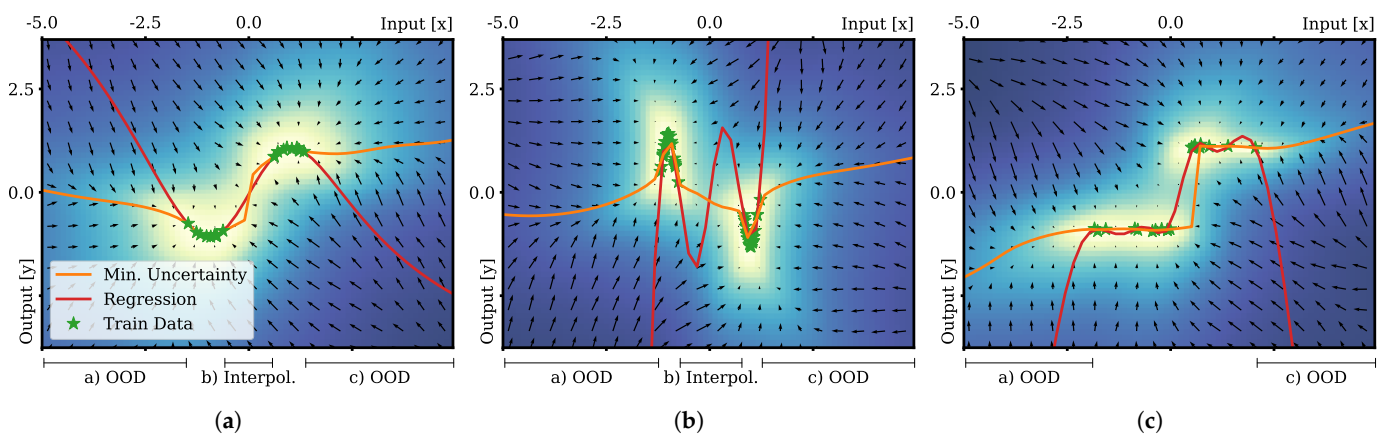 -5.0 -2.5 0.0 Input [x]
2.5
0.0
Output [y]
Min. Uncertainty
Regression
Train Data
a) OOD b) Interpol. c) OOD
(a)
-5.0 -2.5 0.0 Input [x]
2.5
0.0
Output [y]
a) OOD b) Interpol. c) OOD
(b)
-5.0 -2.5 0.0 Input [x]
2.5
0.0
Output [y]
a) OOD c) OOD
(c)